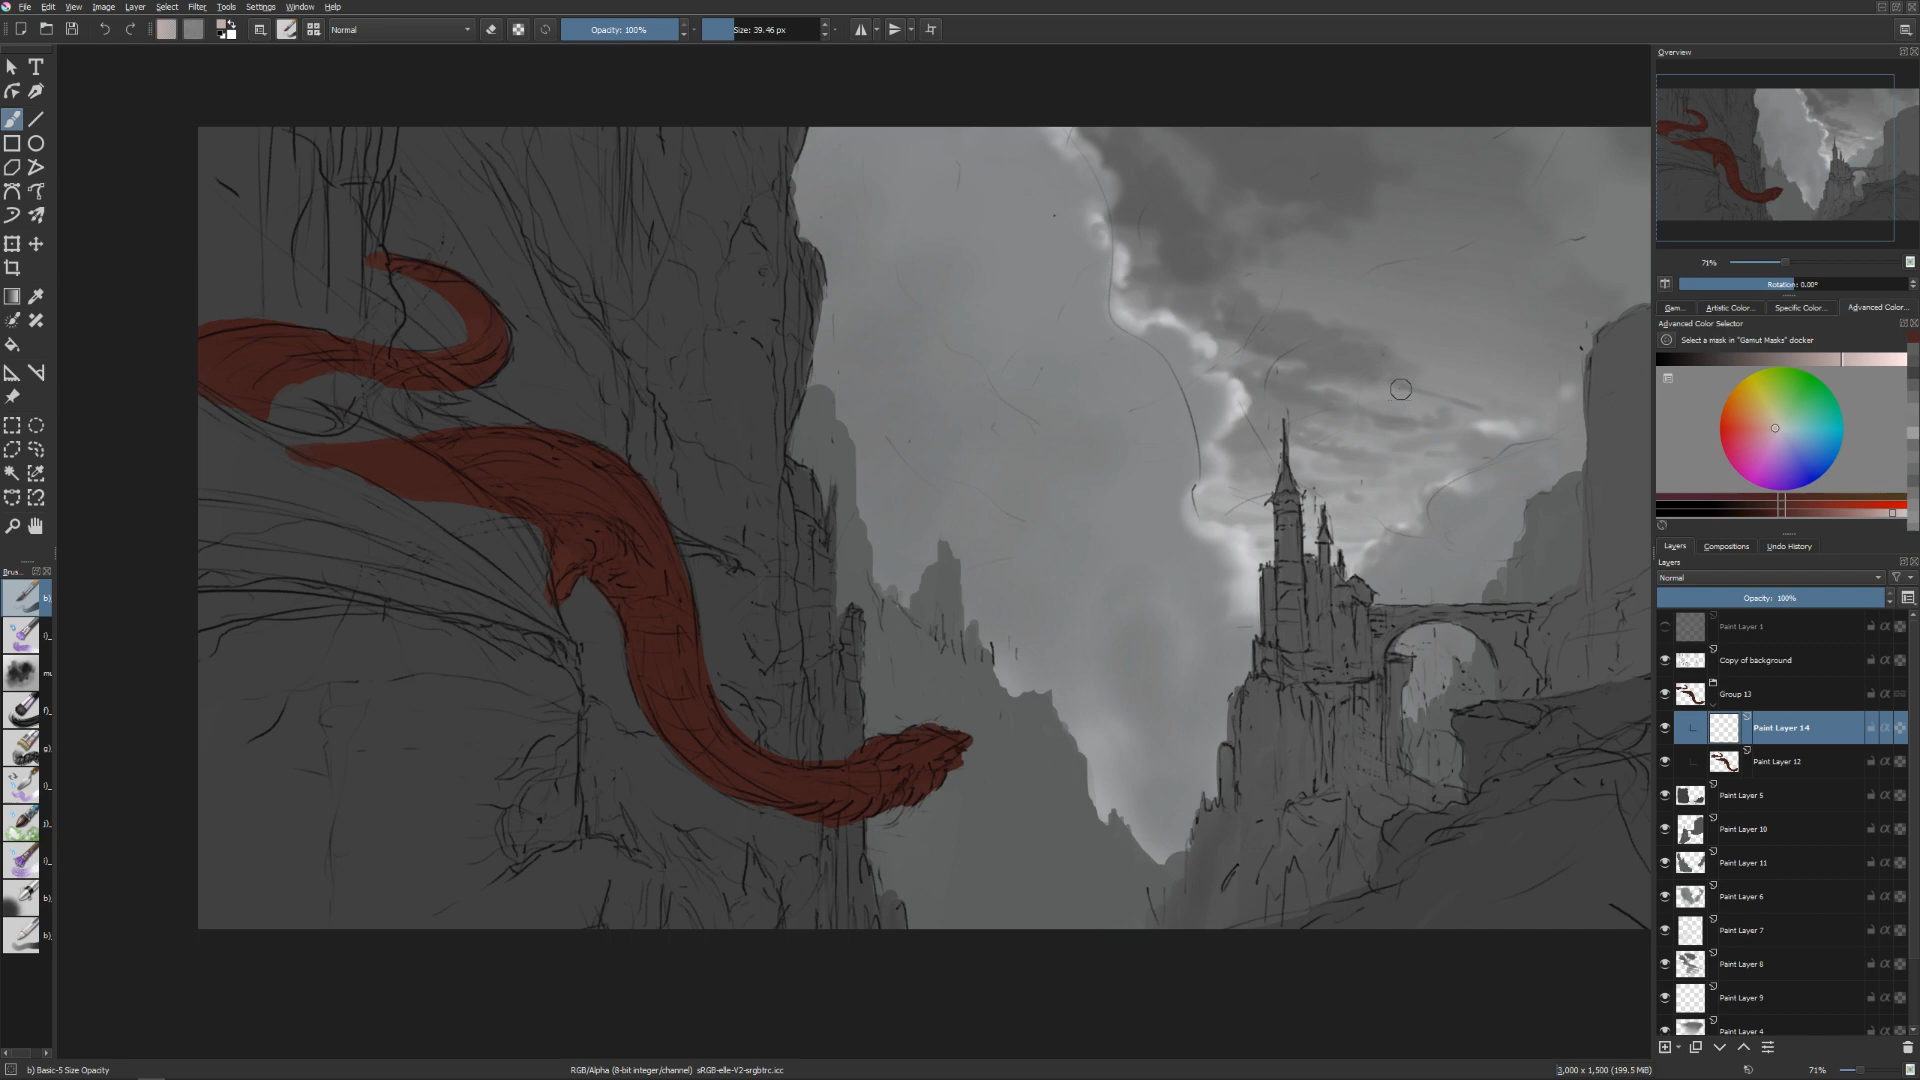 File Edit View Image Layer Select Filter Tools Settings Window Help
Normal
Opacity: 100%
Size: 39.46 px
Overview
71%
Rotation: 0.00°
Gam... Artistic Color... Specific Color... Advanced Color...
Advanced Color Selector
Select a mask in "Gamut Masks" docker
Layers Compositions Undo History
Layers
Normal
Opacity: 100%
Paint Layer 1
Copy of background
Group 13
Paint Layer 14
Paint Layer 12
Paint Layer 5
Paint Layer 10
Paint Layer 11
Paint Layer 6
Paint Layer 7
Paint Layer 8
Paint Layer 9
Paint Layer 4
Brus...
b)
i)
mu
f)
g)
i)
j)
i)
b)
b)
b) Basic-5 Size Opacity
RGB/Alpha (8-bit integer/channel) sRGB-elle-V2-srgbtrc.icc
3,000 x 1,500 (199.5 MiB)
71%